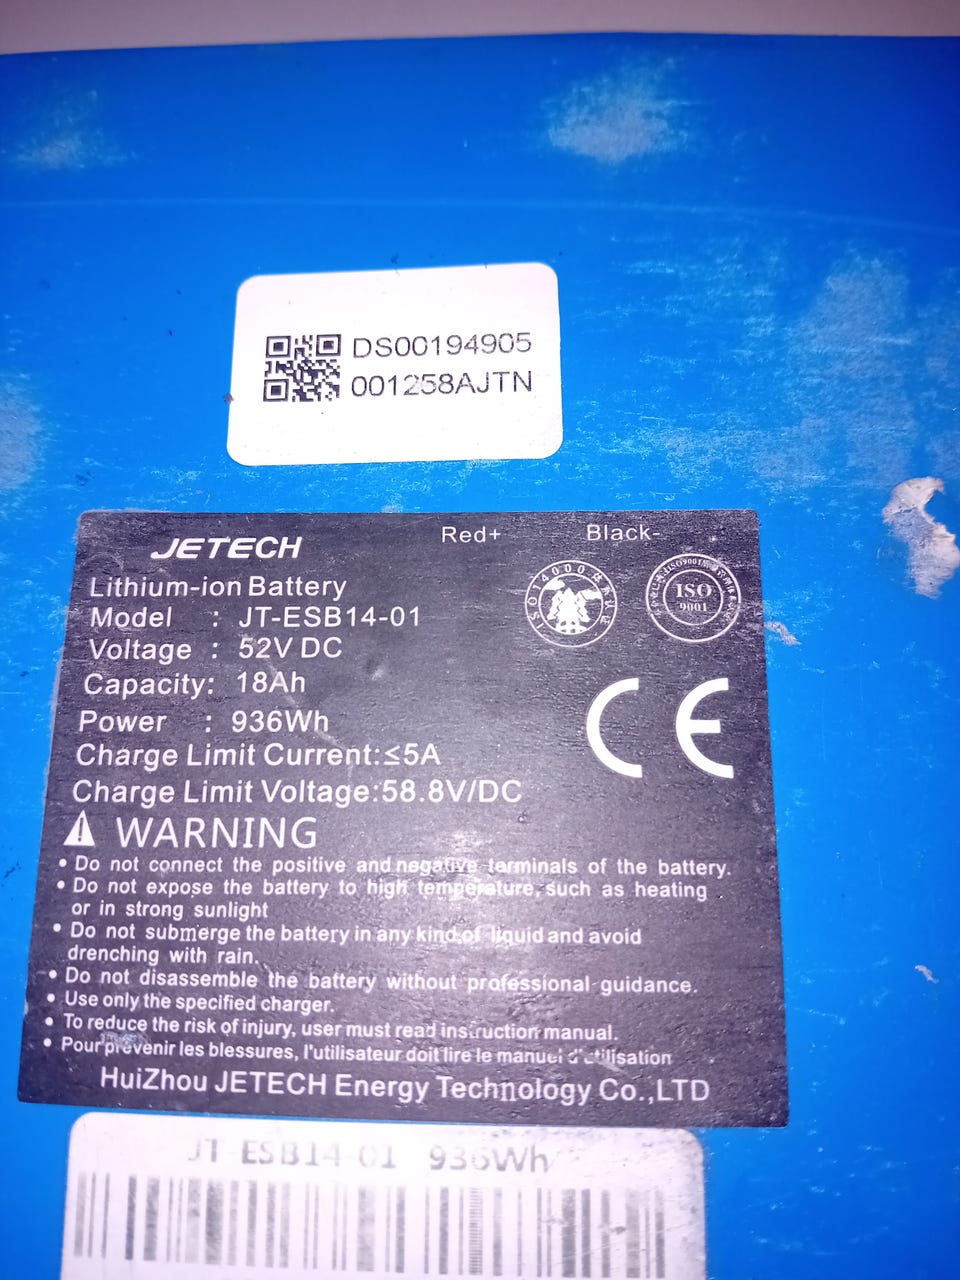 DS00194905
001258AJTN
Red+ Black-
JETECH
Lithium-ion Battery
Model : JT-ESB14-01
Voltage : 52V DC
Capacity: 18Ah
Power : 936Wh
Charge Limit Current:≤5A
Charge Limit Voltage:58.8V/DC
ISO14000
ISO9001
ISO
9001
CE
WARNING
• Do not connect the positive and negative terminals of the battery.
• Do not expose the battery to high temperature, such as heating
or in strong sunlight
• Do not submerge the battery in any kind of liquid and avoid
drenching with rain.
• Do not disassemble the battery without professional guidance.
• Use only the specified charger.
• To reduce the risk of injury, user must read instruction manual.
• Pour prévenir les blessures, l'utilisateur doit lire le manuel d'utilisation
HuiZhou JETECH Energy Technology Co.,LTD
JT-ESB14-01 936Wh